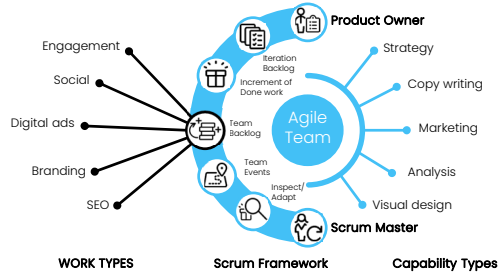 Product Owner
Engagement
Strategy
Iteration
Backlog
Social
Increment of
Done work
Copy writing
Digital ads
Team
Backlog
Agile
Team
Marketing
Branding
Team
Events
Analysis
Inspect/
Adapt
SEO
Visual design
Scrum Master
WORK TYPES
Scrum Framework
Capability Types